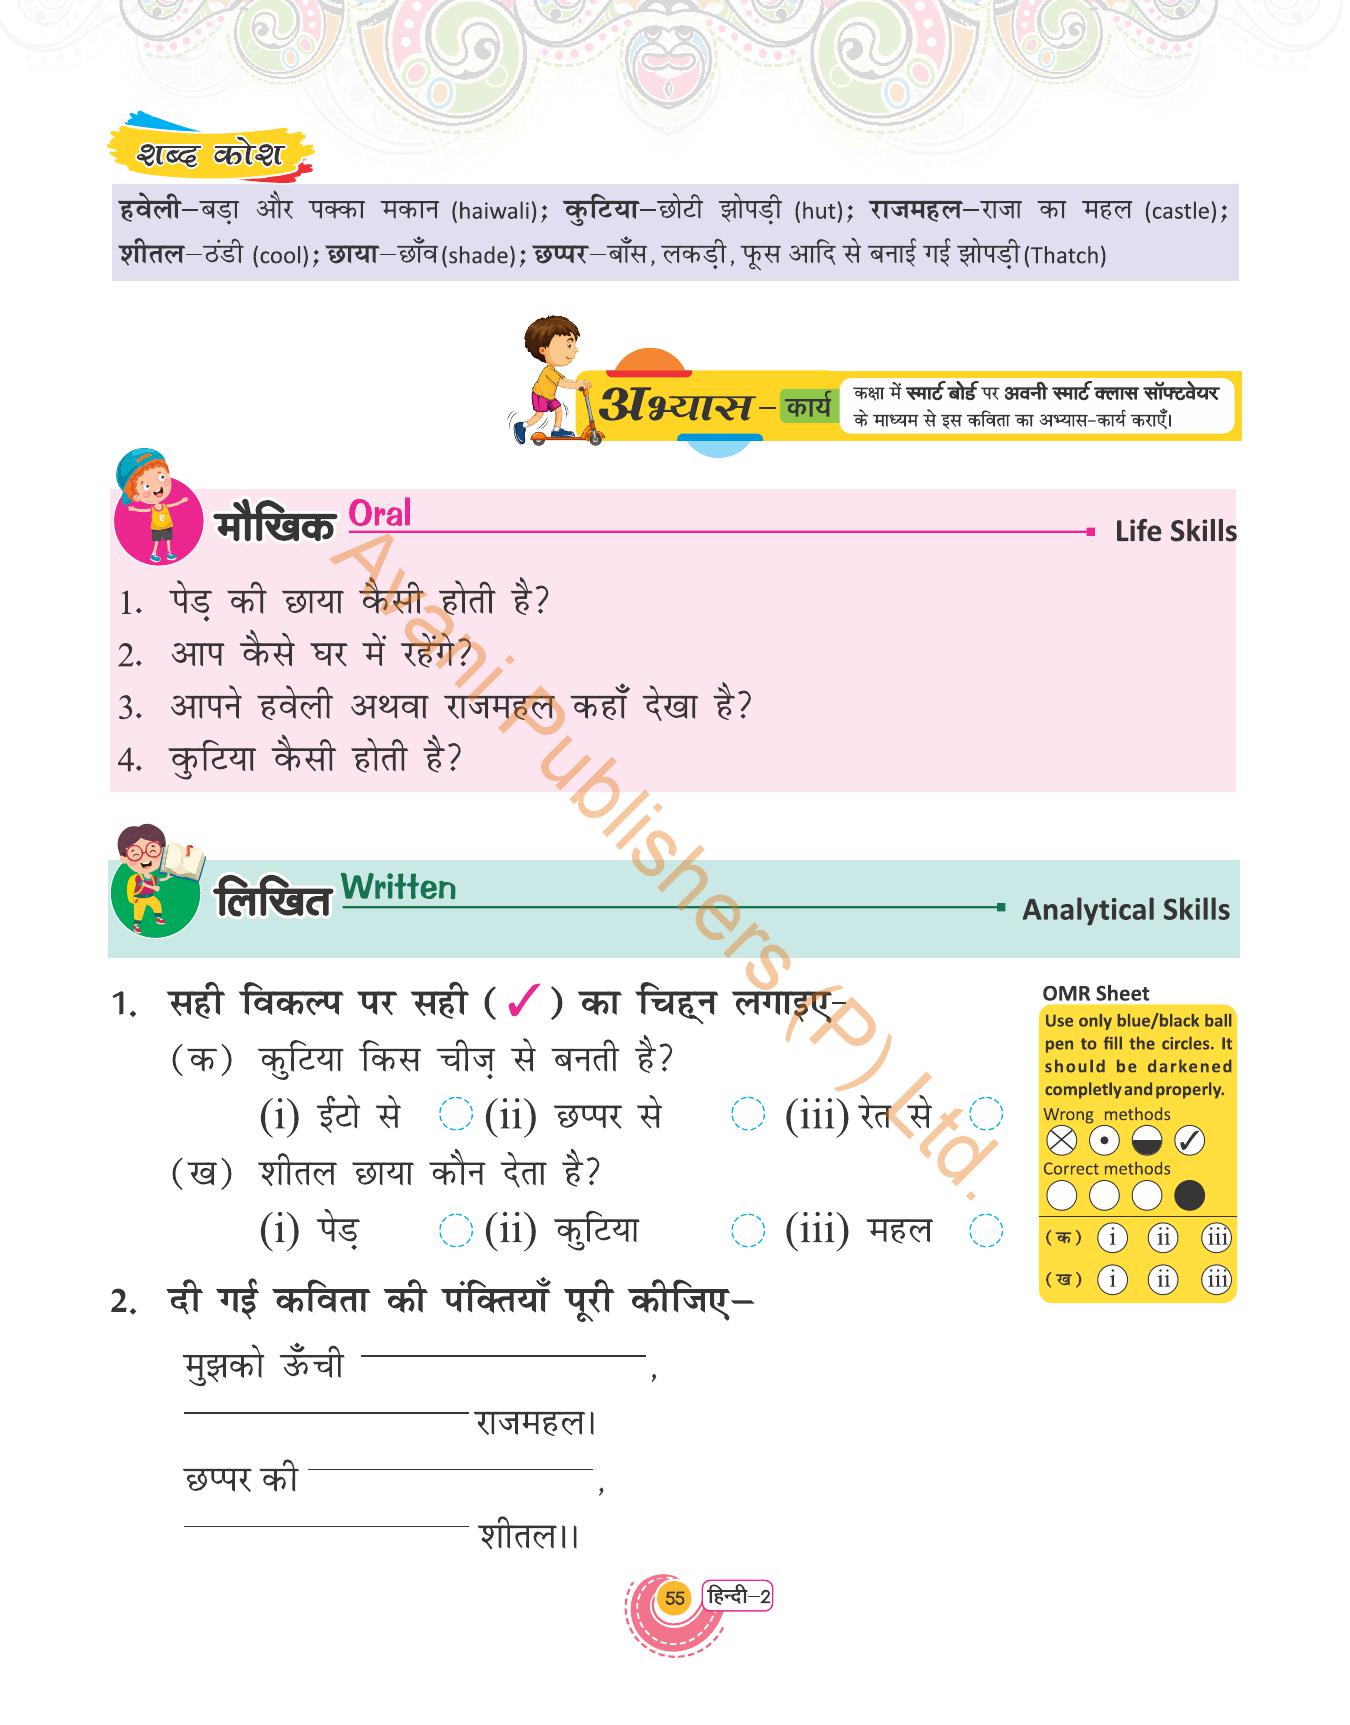 शब्द कोश
हवेली–बड़ा और पक्का मकान (haiwali); कुटिया–छोटी झोपड़ी (hut); राजमहल–राजा का महल (castle);
शीतल–ठंडी (cool); छाया–छाँव (shade); छप्पर–बाँस, लकड़ी, फूस आदि से बनाई गई झोपड़ी (Thatch)
अभ्यास – कार्य
कक्षा में स्मार्ट बोर्ड पर अवनी स्मार्ट क्लास सॉफ्टवेयर
के माध्यम से इस कविता का अभ्यास-कार्य कराएँ।
मौखिक Oral Life Skills
1. पेड़ की छाया कैसी होती है?
2. आप कैसे घर में रहेंगे?
3. आपने हवेली अथवा राजमहल कहाँ देखा है?
4. कुटिया कैसी होती है?
Avani Publishers (P) Ltd.
लिखित Written Analytical Skills
1. सही विकल्प पर सही (✓) का चिह्न लगाइए–
(क) कुटिया किस चीज़ से बनती है?
(i) ईंटो से (ii) छप्पर से (iii) रेत से
(ख) शीतल छाया कौन देता है?
(i) पेड़ (ii) कुटिया (iii) महल
OMR Sheet
Use only blue/black ball
pen to fill the circles. It
should be darkened
completly and properly.
Wrong methods
Correct methods
(क) i ii iii
(ख) i ii iii
2. दी गई कविता की पंक्तियाँ पूरी कीजिए–
मुझको ऊँची ,
राजमहल।
छप्पर की ,
शीतल।।
55 हिन्दी–2